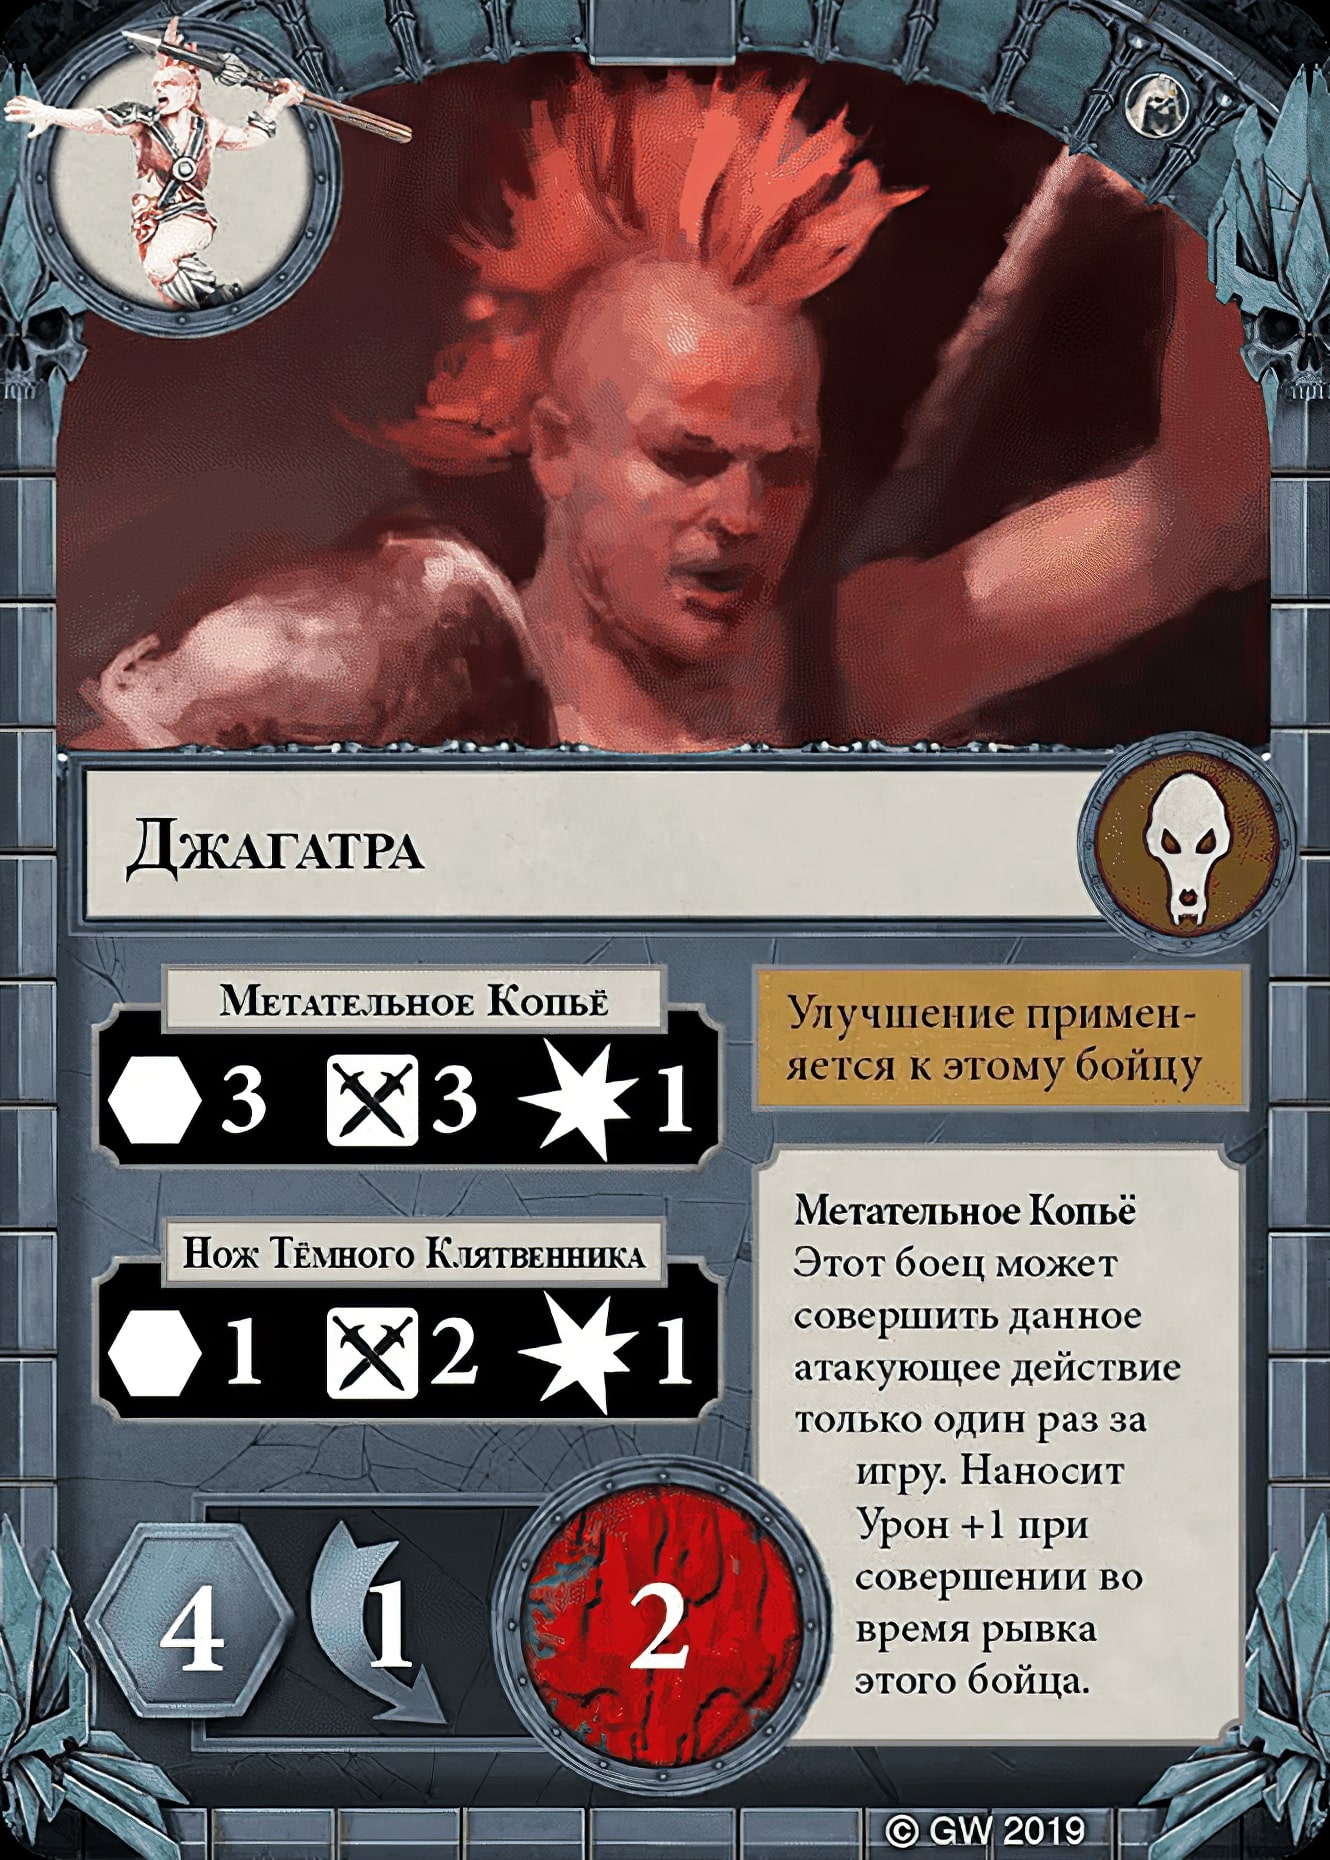 Джагатра
Метательное Копьё
3 3 1
Улучшение примен-
яется к этому бойцу
Нож Тёмного Клятвенника
1 2 1
Метательное Копьё
Этот боец может
совершить данное
атакующее действие
только один раз за
игру. Наносит
Урон +1 при
совершении во
время рывка
этого бойца.
4 1 2
© GW 2019